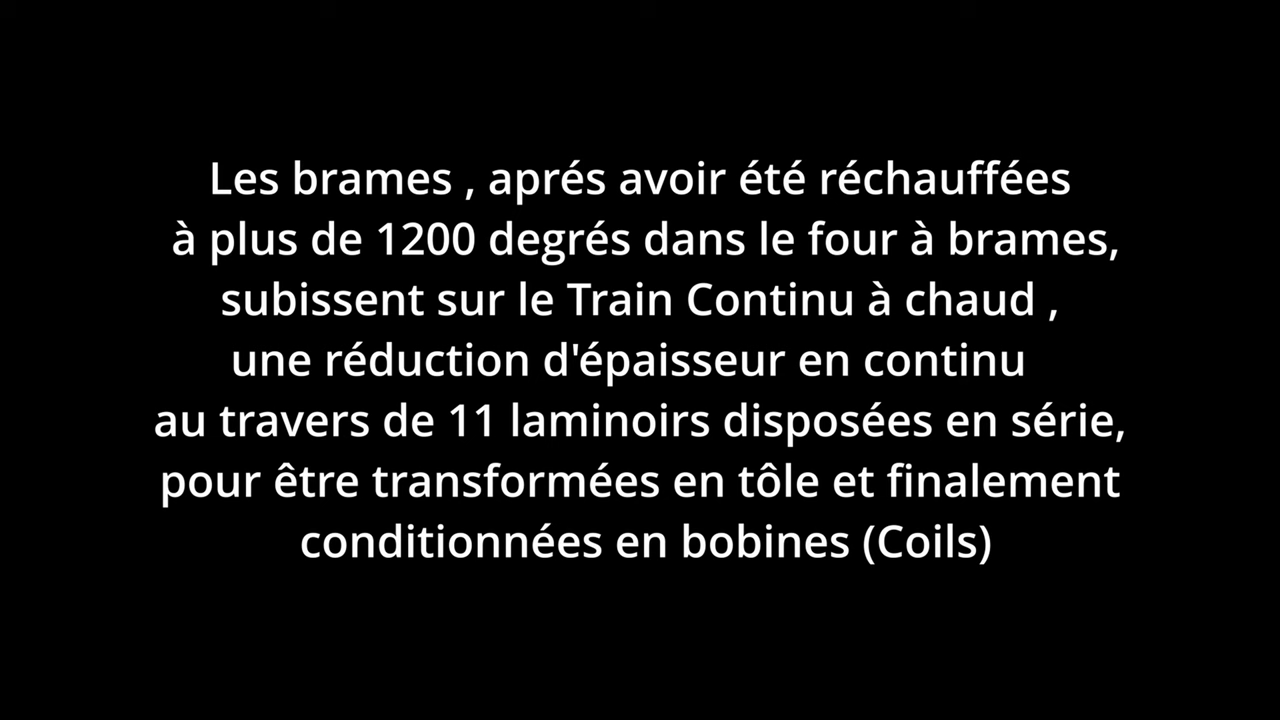 Les brames , aprés avoir été réchauffées
à plus de 1200 degrés dans le four à brames,
subissent sur le Train Continu à chaud ,
une réduction d'épaisseur en continu
au travers de 11 laminoirs disposées en série,
pour être transformées en tôle et finalement
conditionnées en bobines (Coils)